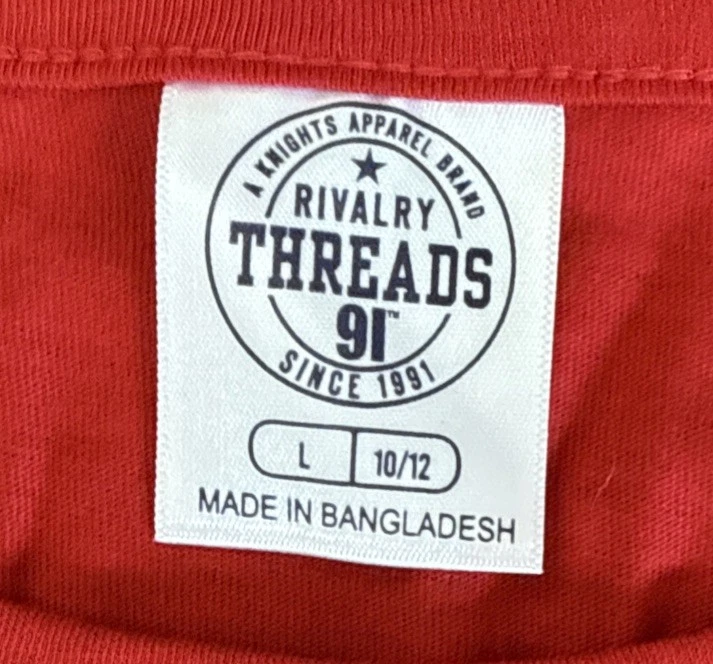 A KNIGHTS APPAREL BRAND
RIVALRY
THREADS
91™
SINCE 1991
L 10/12
MADE IN BANGLADESH